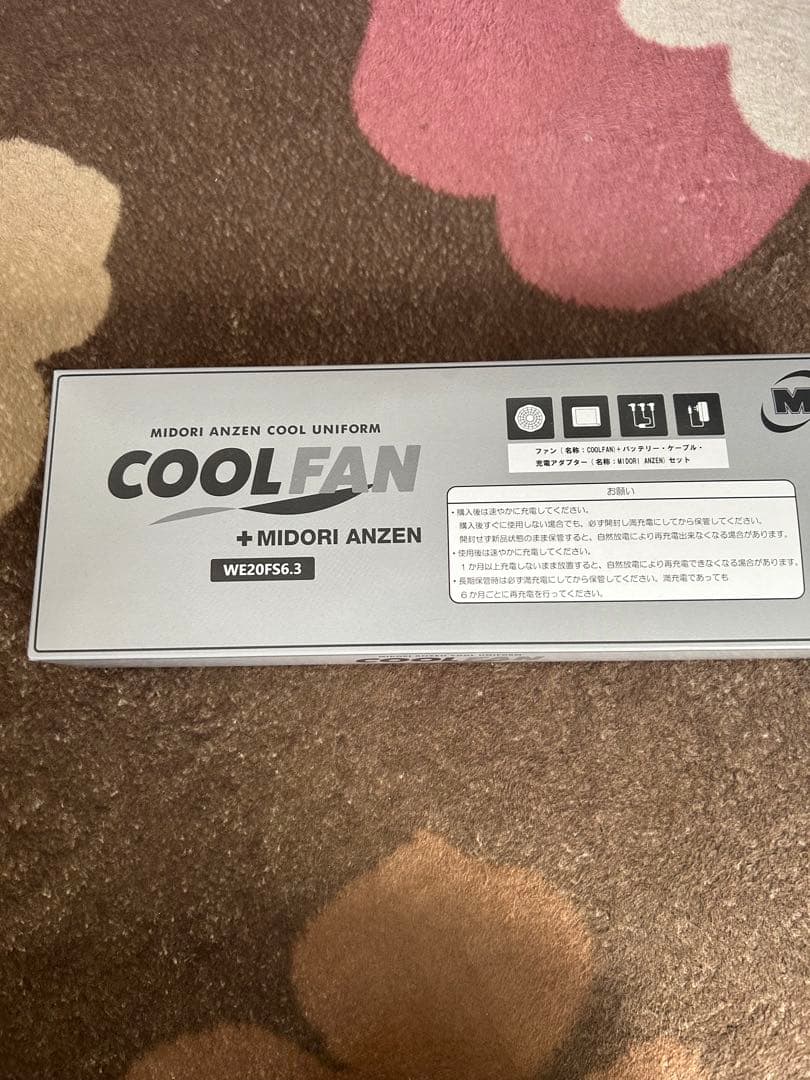 MIDORI ANZEN COOL UNIFORM
COOLFAN
+MIDORI ANZEN
WE20FS6.3
M
ファン(名称:COOLFAN)+バッテリー・ケーブル・
充電アダプター(名称:MIDORI ANZEN)セット
お願い
・購入後は速やかに充電してください。
購入後すぐに使用しない場合でも、必ず開封し満充電にしてから保管してください。
開封せず新品状態のまま保管すると、自然放電により再充電出来なくなる場合があります。
・使用後は速やかに充電してください。
1か月以上充電しないまま放置すると、自然放電により再充電できなくなる場合があります。
・長期保管時は必ず満充電にしてから保管してください。満充電であっても
6か月ごとに再充電を行ってください。
MIDORI ANZEN COOL UNIFORM
COOLFAN